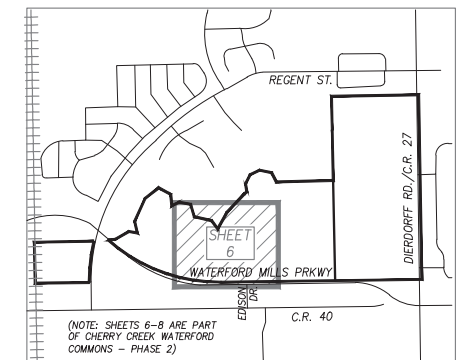 REGENT ST.
DIERDORFF RD./C.R. 27
SHEET
6
WATERFORD MILLS PRKWY
EDISON
DR.
C.R. 40
(NOTE: SHEETS 6-8 ARE PART
OF CHERRY CREEK WATERFORD
COMMONS - PHASE 2)